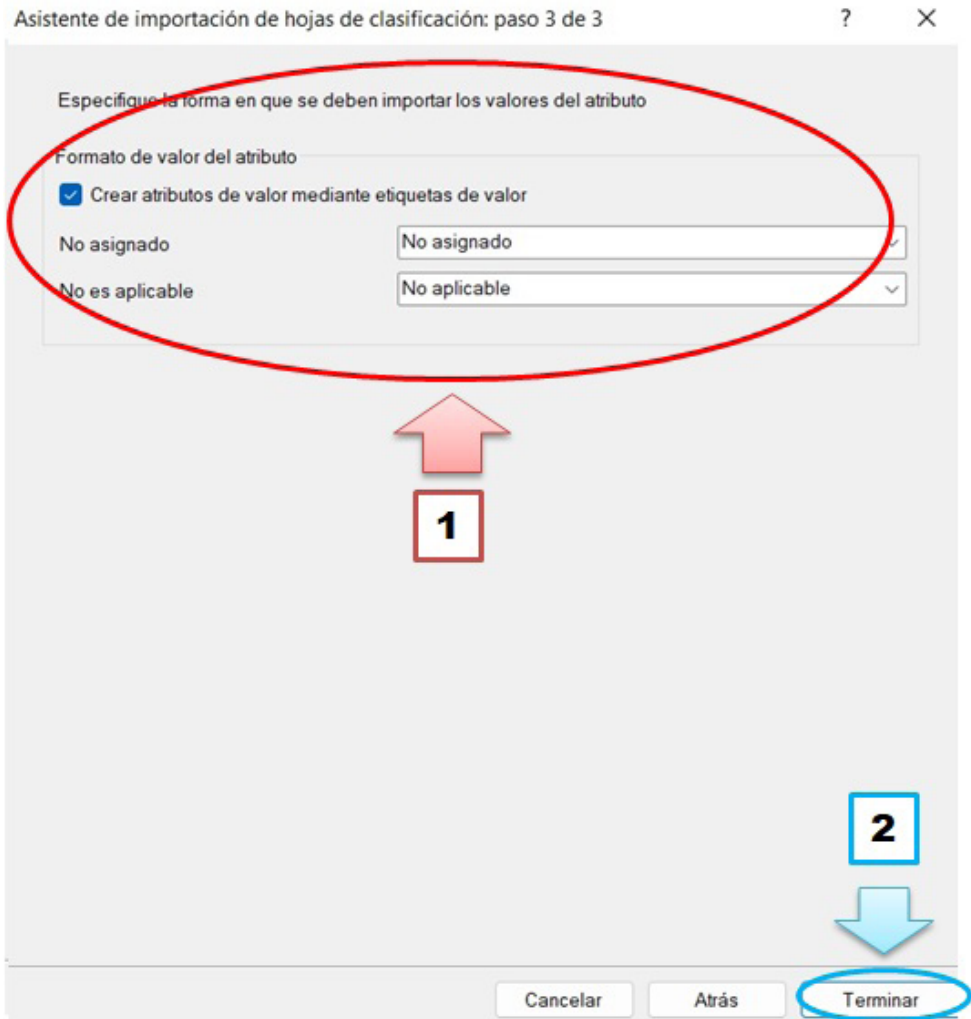 Asistente de importación de hojas de clasificación: paso 3 de 3 ?
Especifique la forma en que se deben importar los valores del atributo
Formato de valor del atributo
Crear atributos de valor mediante etiquetas de valor
No asignado No asignado
No es aplicable No aplicable
1
2
Cancelar Atrás Terminar